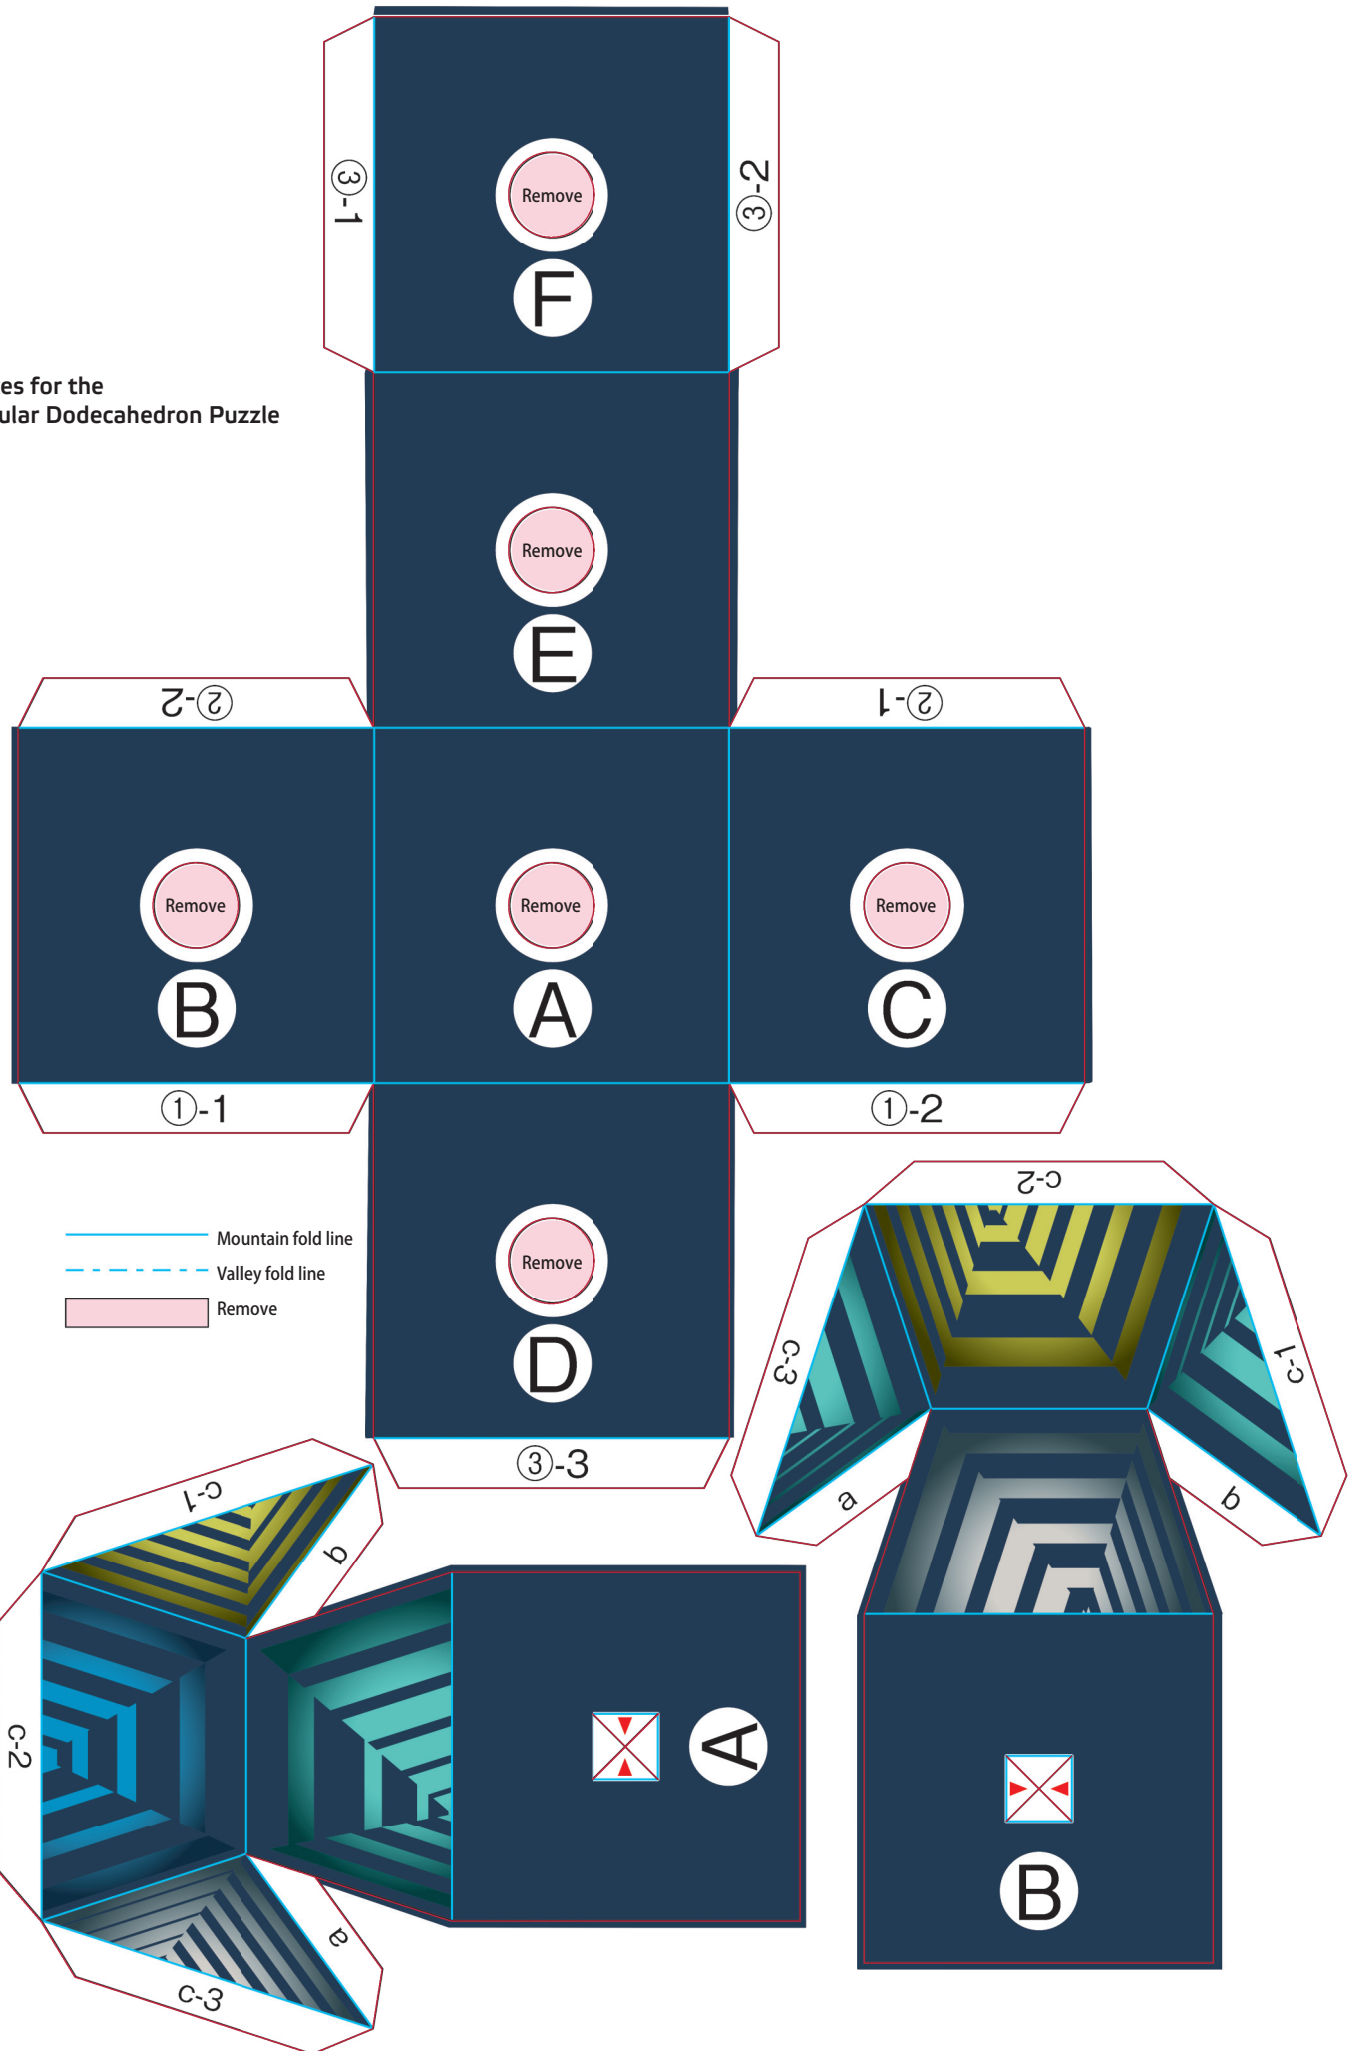 ③-1
Remove
③-2
F
es for the
ular Dodecahedron Puzzle
Remove
E
②-2
②-1
Remove
Remove
Remove
B
A
C
①-1
①-2
Mountain fold line
Valley fold line
Remove
Remove
D
③-3
c-2
c-3
c-1
a
b
c-1
b
c-2
A
a
c-3
B